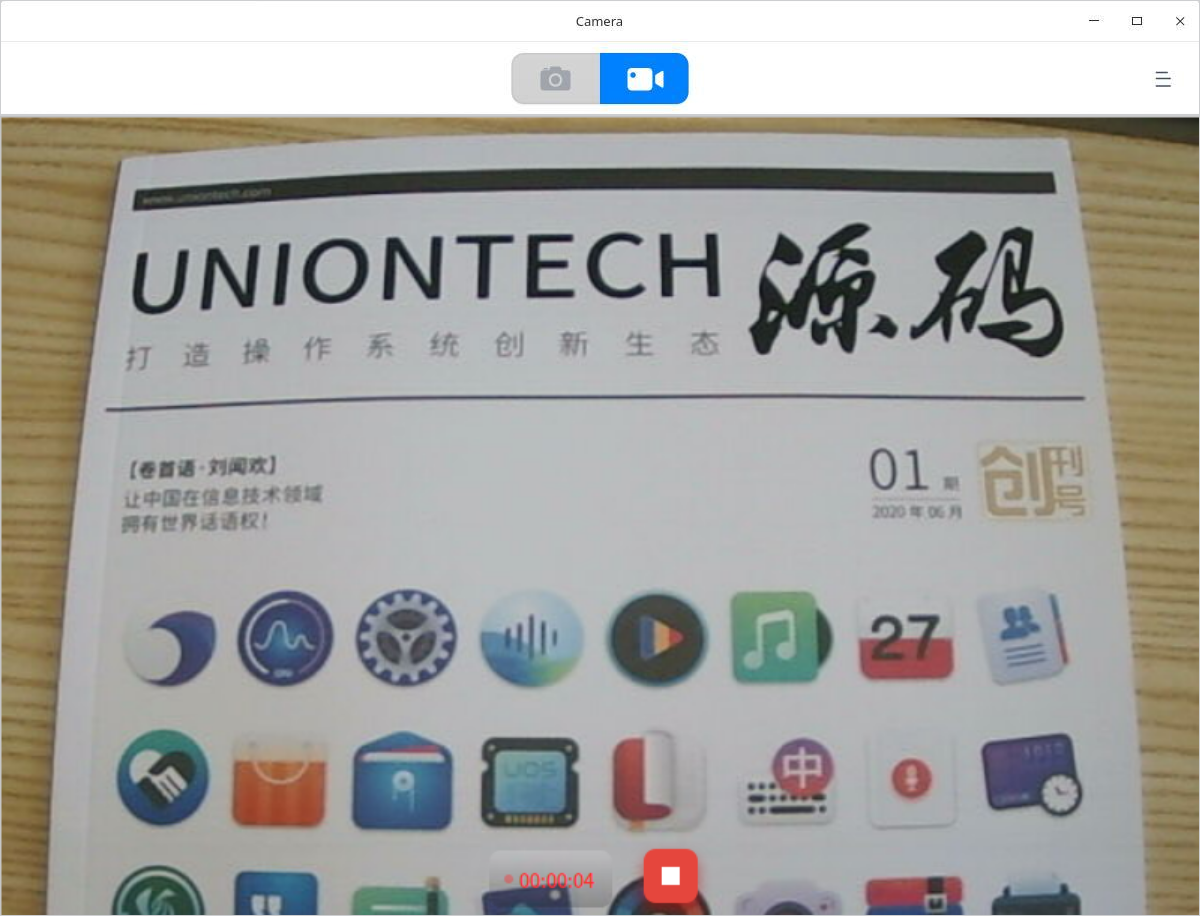 Camera
www.uniontech.com
UNIONTECH 源码
打造操作系统创新生态
【卷首语·刘闻欢】
让中国在信息技术领域
拥有世界话语权！
01 期
2020 年 06 月
创刊号
27
UOS
中
00:00:04